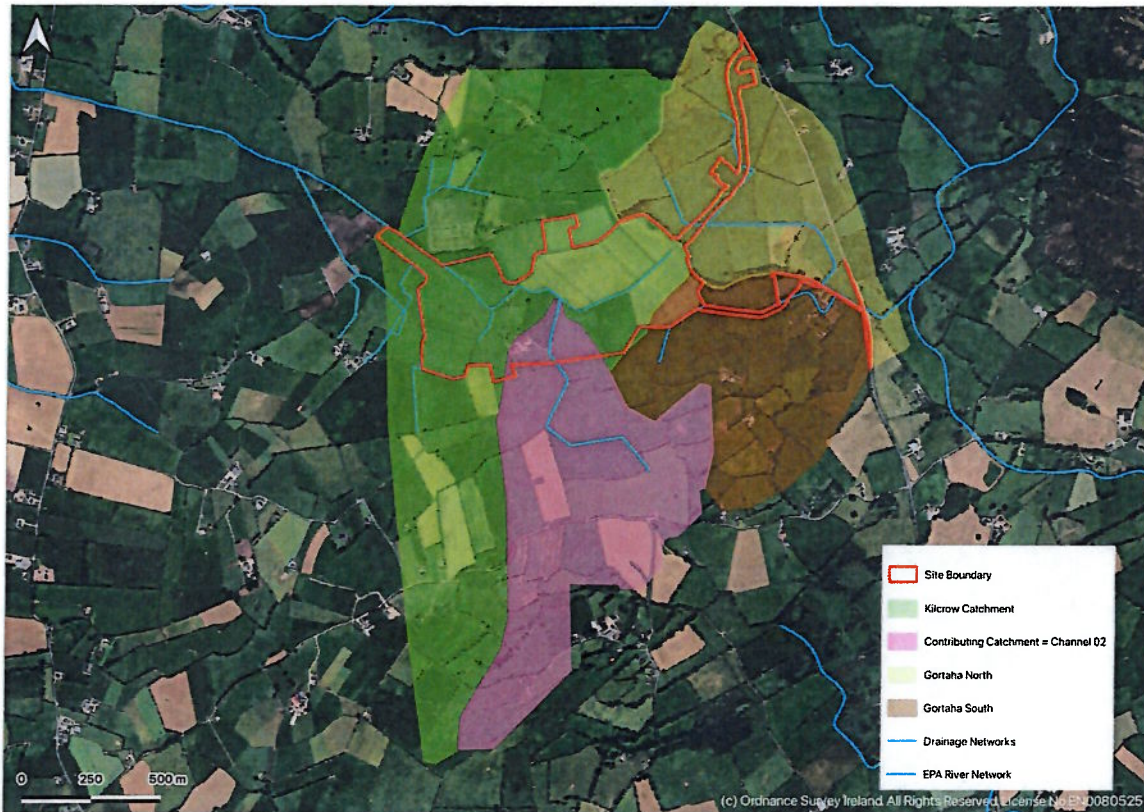 Site Boundary
Kilcrow Catchment
Contributing Catchment = Channel 02
Gortaha North
Gortaha South
Drainage Networks
EPA River Network
0 250 500 m
(c) Ordnance Survey Ireland. All Rights Reserved. License No EN0080525